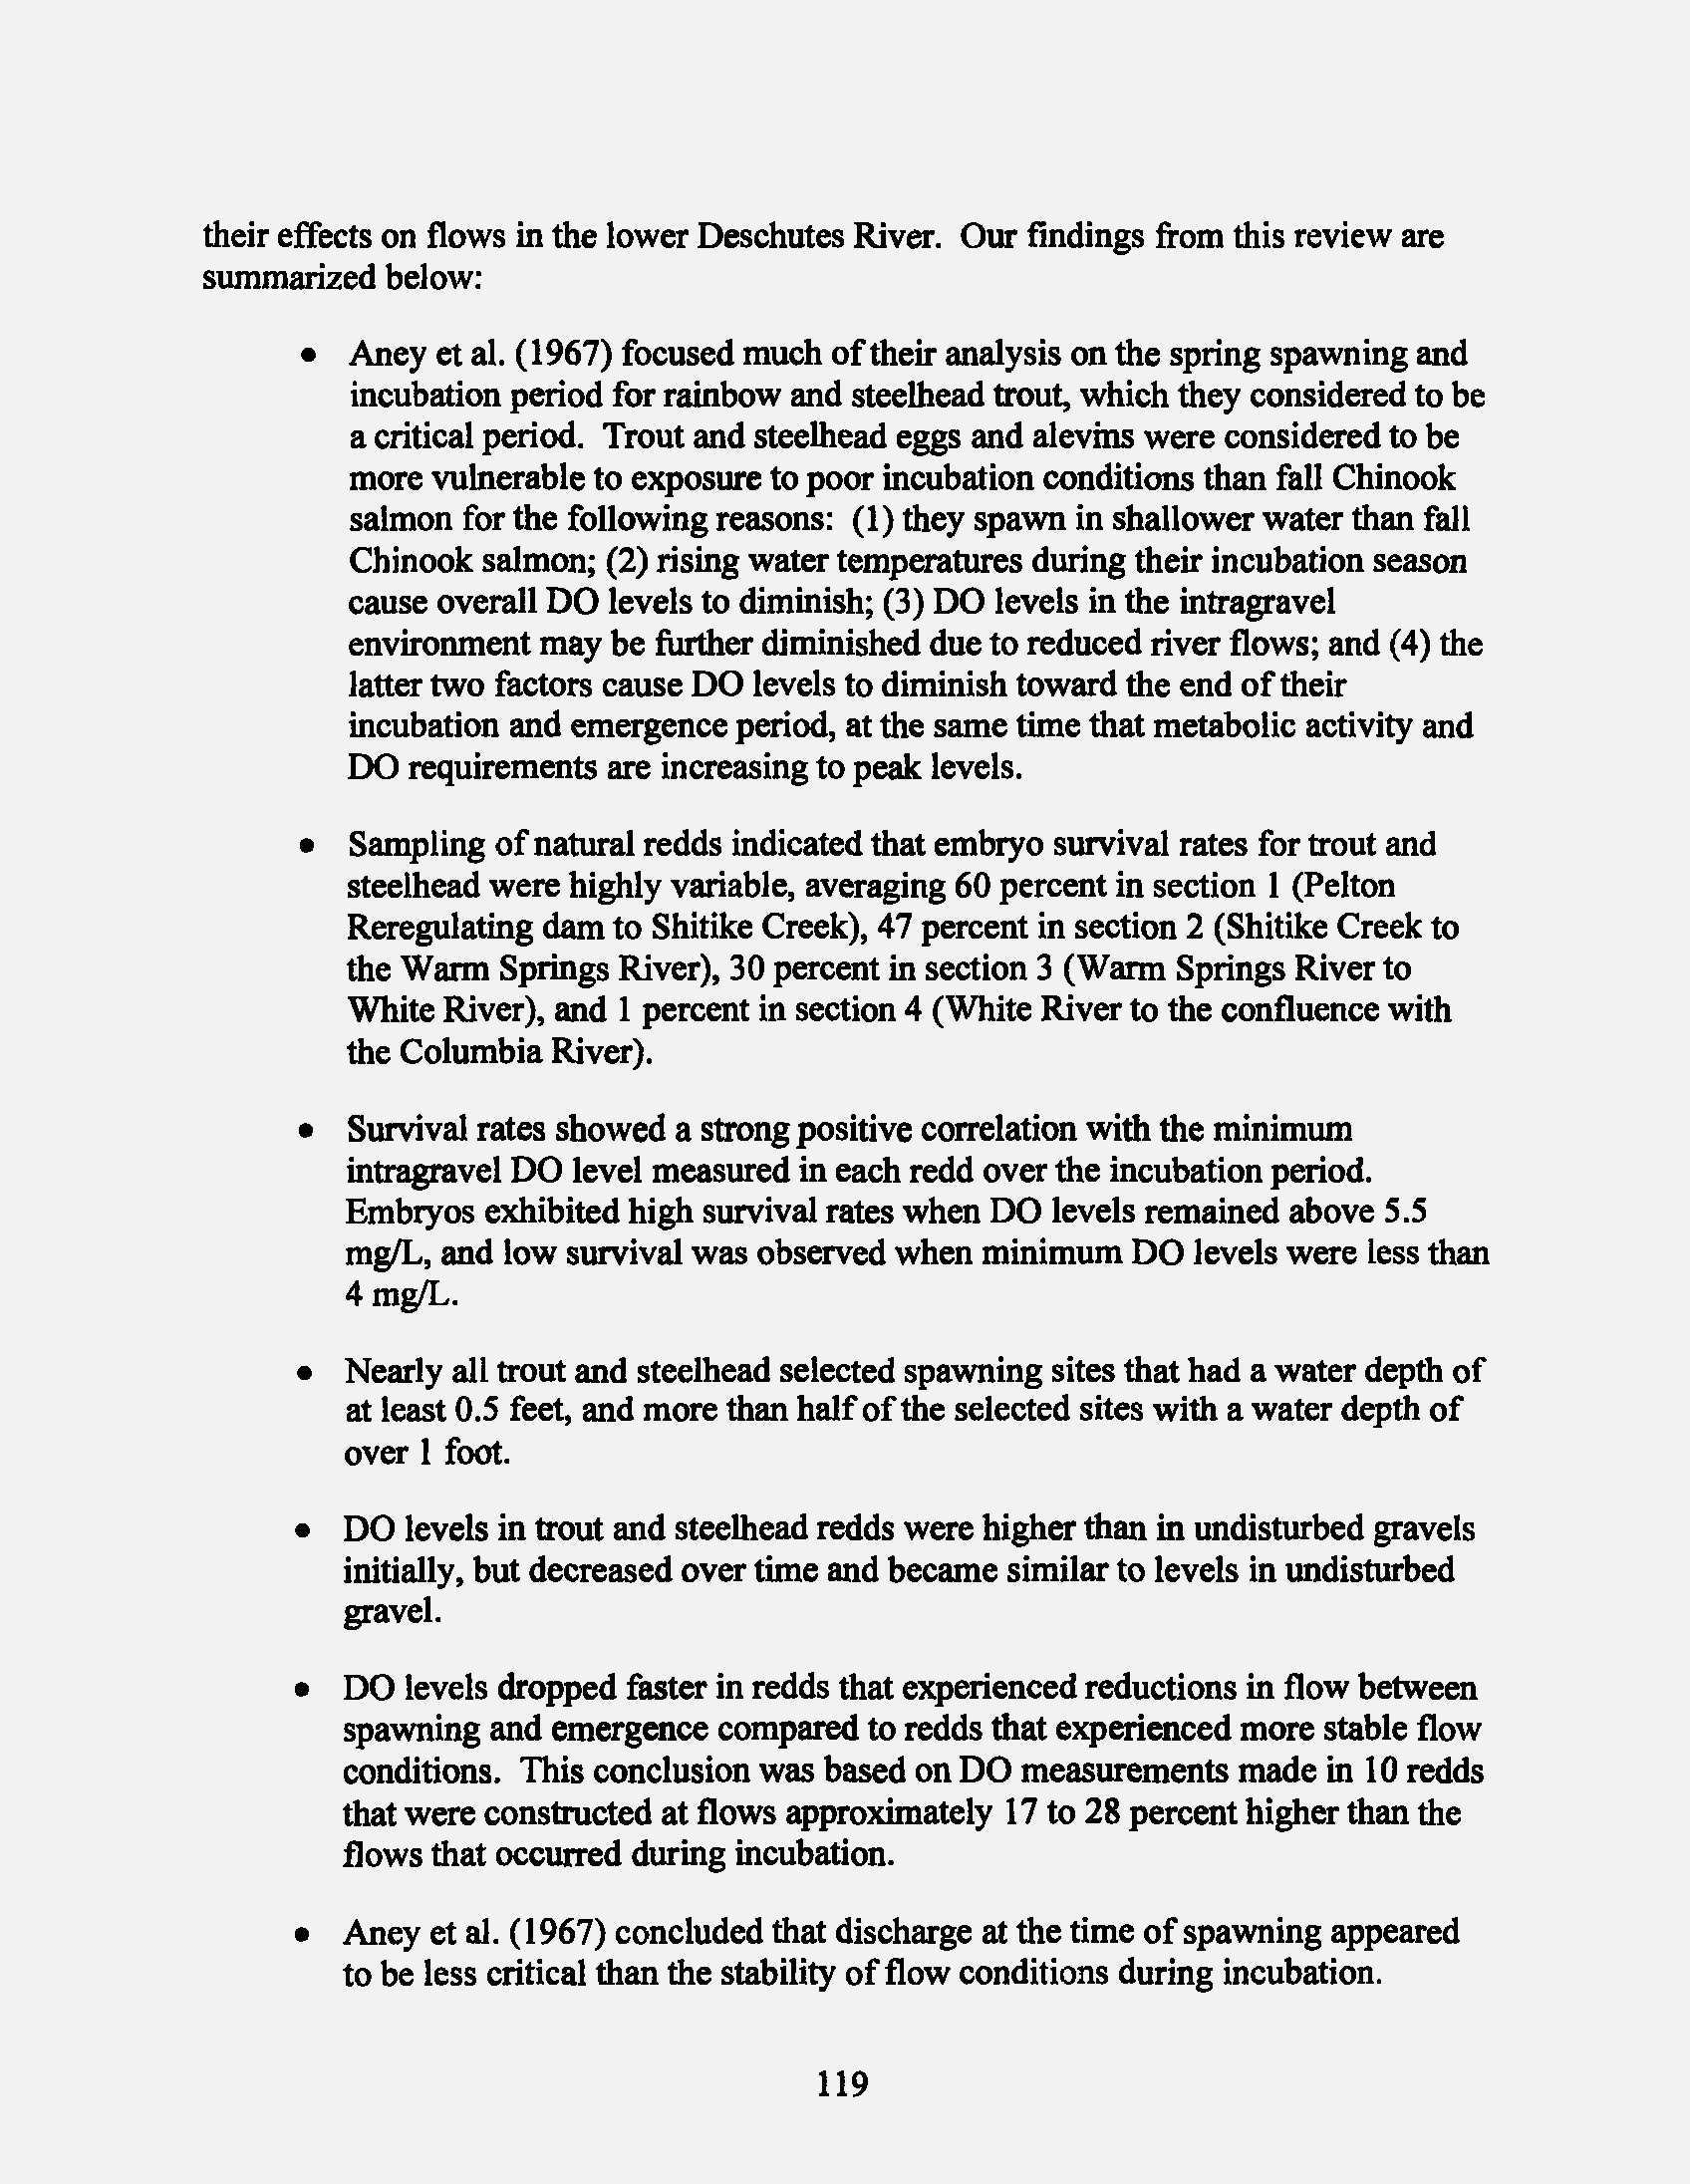 their effects on flows in the lower Deschutes River.  Our findings from this review are
summarized below:
• Aney et al. (1967) focused much of their analysis on the spring spawning and
incubation period for rainbow and steelhead trout, which they considered to be
a critical period.  Trout and steelhead eggs and alevins were considered to be
more vulnerable to exposure to poor incubation conditions than fall Chinook
salmon for the following reasons:  (1) they spawn in shallower water than fall
Chinook salmon; (2) rising water temperatures during their incubation season
cause overall DO levels to diminish; (3) DO levels in the intragravel
environment may be further diminished due to reduced river flows; and (4) the
latter two factors cause DO levels to diminish toward the end of their
incubation and emergence period, at the same time that metabolic activity and
DO requirements are increasing to peak levels.
• Sampling of natural redds indicated that embryo survival rates for trout and
steelhead were highly variable, averaging 60 percent in section 1 (Pelton
Reregulating dam to Shitike Creek), 47 percent in section 2 (Shitike Creek to
the Warm Springs River), 30 percent in section 3 (Warm Springs River to
White River), and 1 percent in section 4 (White River to the confluence with
the Columbia River).
• Survival rates showed a strong positive correlation with the minimum
intragravel DO level measured in each redd over the incubation period.
Embryos exhibited high survival rates when DO levels remained above 5.5
mg/L, and low survival was observed when minimum DO levels were less than
4 mg/L.
• Nearly all trout and steelhead selected spawning sites that had a water depth of
at least 0.5 feet, and more than half of the selected sites with a water depth of
over 1 foot.
• DO levels in trout and steelhead redds were higher than in undisturbed gravels
initially, but decreased over time and became similar to levels in undisturbed
gravel.
• DO levels dropped faster in redds that experienced reductions in flow between
spawning and emergence compared to redds that experienced more stable flow
conditions.  This conclusion was based on DO measurements made in 10 redds
that were constructed at flows approximately 17 to 28 percent higher than the
flows that occurred during incubation.
• Aney et al. (1967) concluded that discharge at the time of spawning appeared
to be less critical than the stability of flow conditions during incubation.
119